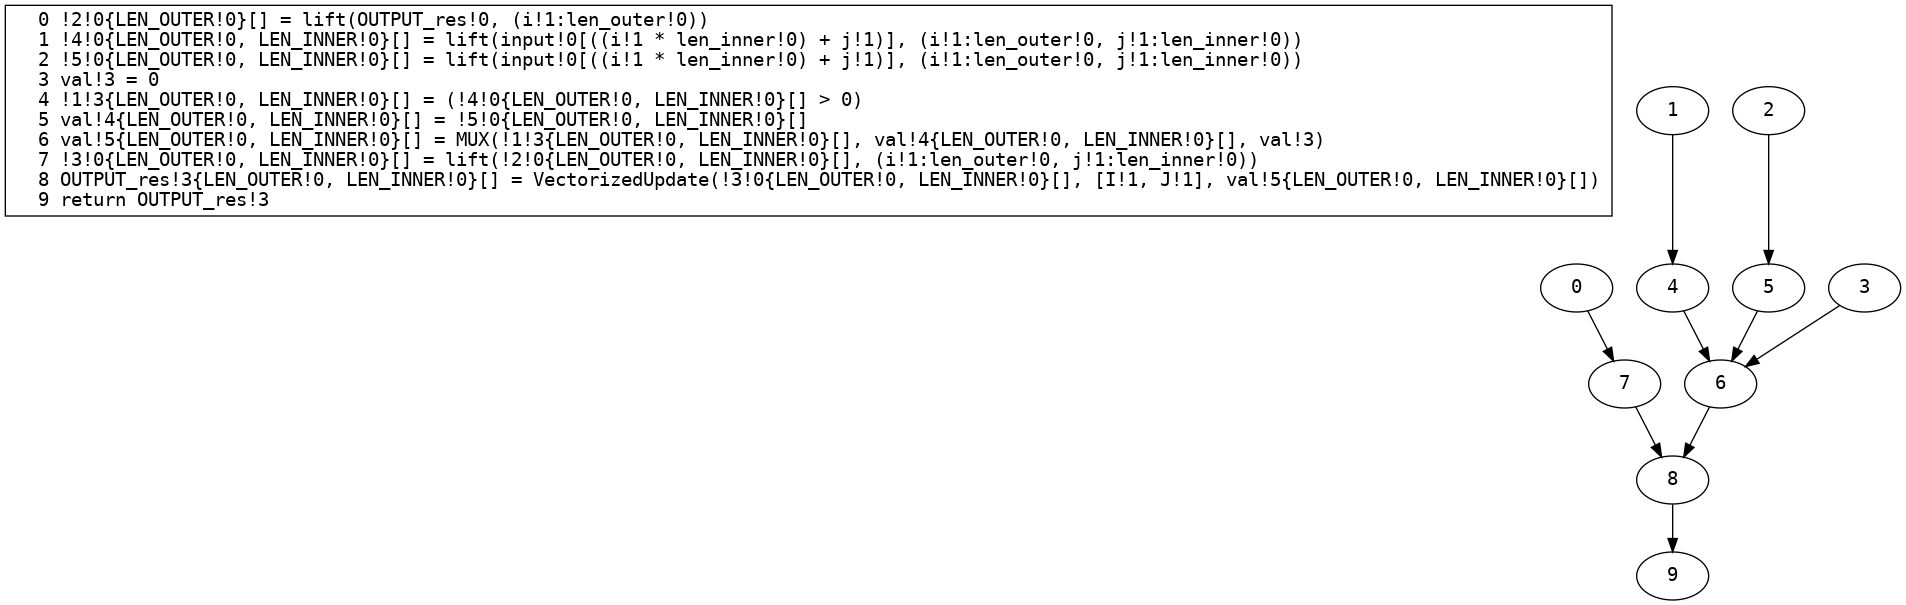 0 !2!0{LEN_OUTER!0}[] = lift(OUTPUT_res!0, (i!1:len_outer!0))
1 !4!0{LEN_OUTER!0, LEN_INNER!0}[] = lift(input!0[((i!1 * len_inner!0) + j!1)], (i!1:len_outer!0, j!1:len_inner!0))
2 !5!0{LEN_OUTER!0, LEN_INNER!0}[] = lift(input!0[((i!1 * len_inner!0) + j!1)], (i!1:len_outer!0, j!1:len_inner!0))
3 val!3 = 0
4 !1!3{LEN_OUTER!0, LEN_INNER!0}[] = (!4!0{LEN_OUTER!0, LEN_INNER!0}[] > 0)
5 val!4{LEN_OUTER!0, LEN_INNER!0}[] = !5!0{LEN_OUTER!0, LEN_INNER!0}[]
6 val!5{LEN_OUTER!0, LEN_INNER!0}[] = MUX(!1!3{LEN_OUTER!0, LEN_INNER!0}[], val!4{LEN_OUTER!0, LEN_INNER!0}[], val!3)
7 !3!0{LEN_OUTER!0, LEN_INNER!0}[] = lift(!2!0{LEN_OUTER!0, LEN_INNER!0}[], (i!1:len_outer!0, j!1:len_inner!0))
8 OUTPUT_res!3{LEN_OUTER!0, LEN_INNER!0}[] = VectorizedUpdate(!3!0{LEN_OUTER!0, LEN_INNER!0}[], [I!1, J!1], val!5{LEN_OUTER!0, LEN_INNER!0}[])
9 return OUTPUT_res!3
1 2
0 4 5 3
7 6
8
9